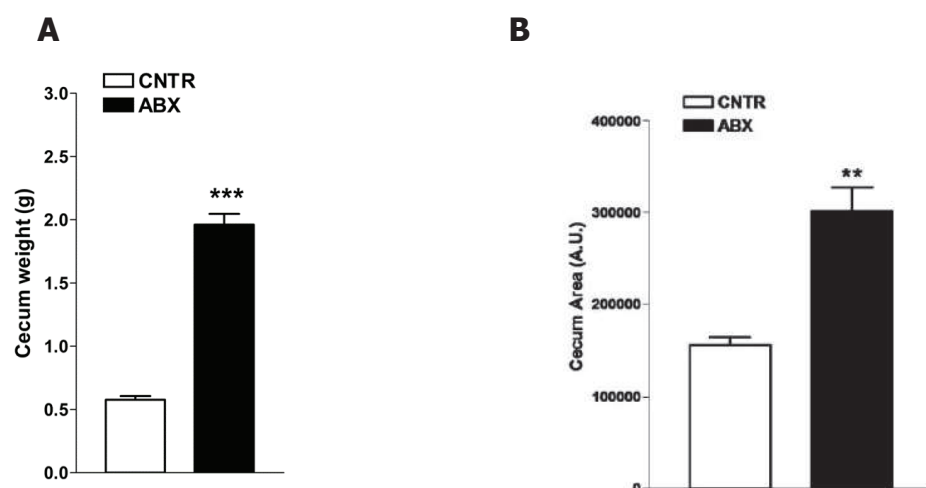 A
CNTR
ABX
3.0
2.5
2.0
1.5
1.0
0.5
0.0
Cecum weight (g)
***
B
CNTR
ABX
400000
300000
200000
100000
0
Cecum Area (A.U.)
**